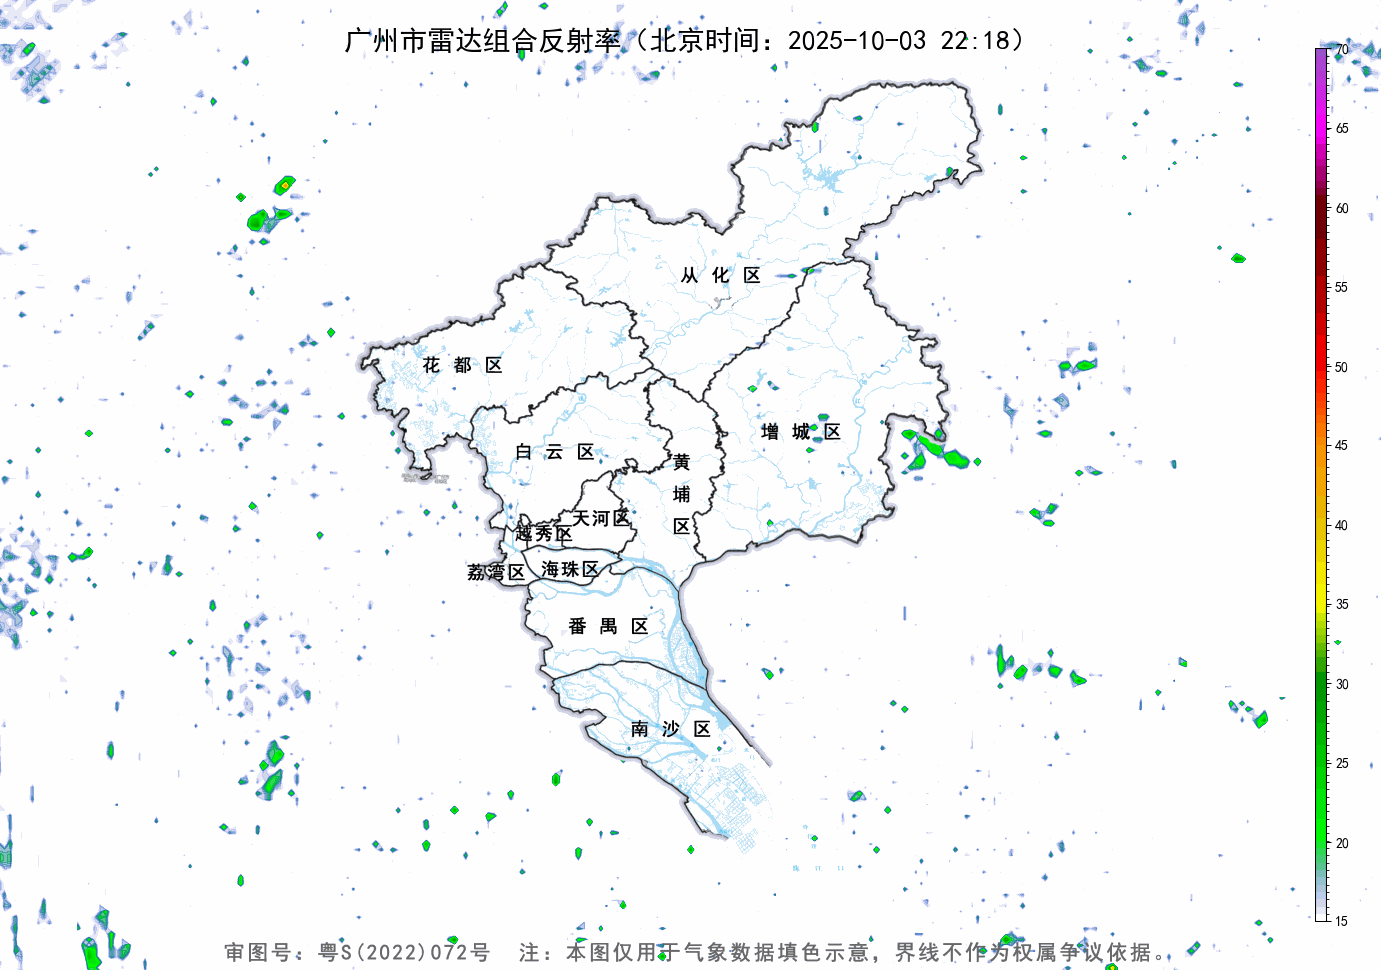 广州市雷达组合反射率（北京时间：2025-10-03 22:18）
70
65
60
55
50
45
40
35
30
25
20
15
从化区
花都区
增城区
白云区
黄埔区
天河区
越秀区
荔湾区
海珠区
番禺区
南沙区
审图号：粤S(2022)072号 注：本图仅用于气象数据填色示意，界线不作为权属争议依据。